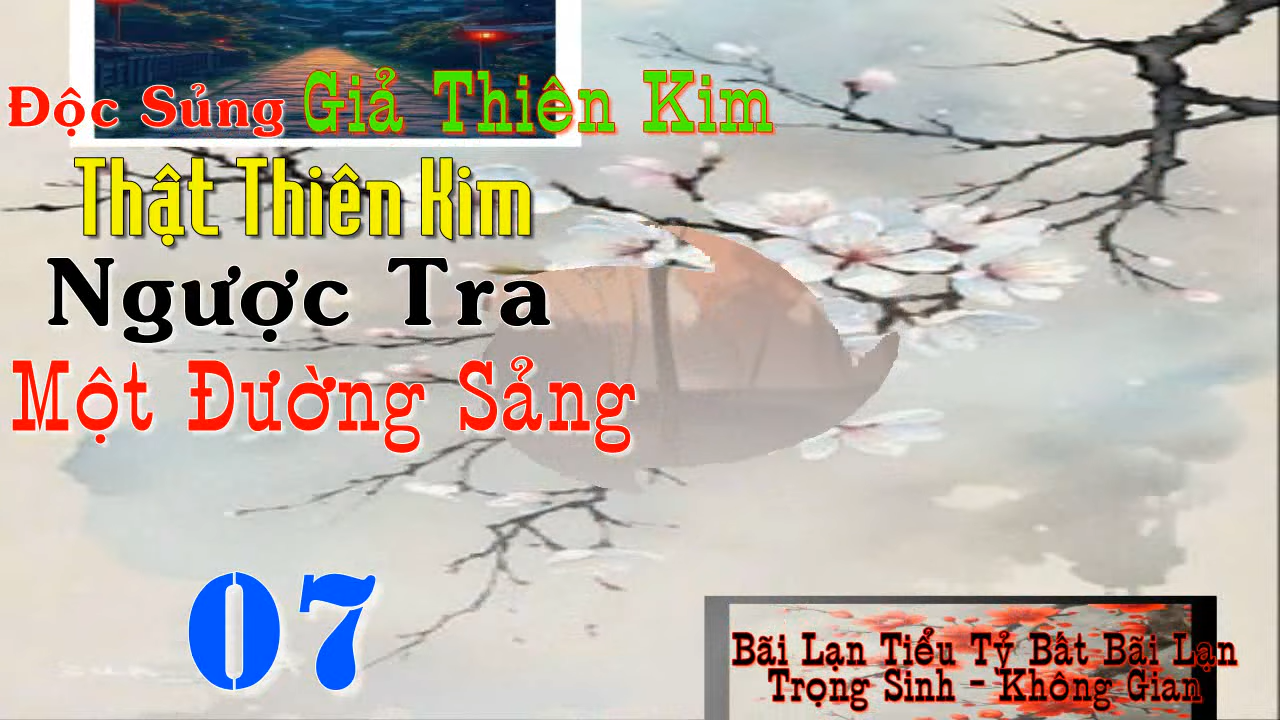 Độc Sủng Giả Thiên Kim
Thật Thiên Kim
Ngược Tra
Một Đường Sảng
07
Bãi Lạn Tiểu Tỷ Bất Bãi Lạn
Trọng Sinh - Không Gian